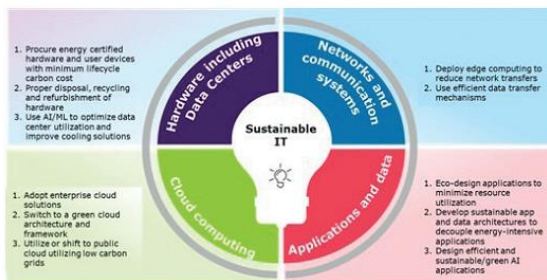 1. Procure energy certified
hardware and user devices
with minimum lifecycle
carbon cost
2. Proper disposal, recycling
and refurbishment of
hardware
3. Use AI/ML to optimize data
center utilization and
improve cooling solutions
Hardware including
Data Centers
Networks and
communication
systems
1. Deploy edge computing to
reduce network transfers
2. Use efficient data transfer
mechanisms
Sustainable
IT
1. Adopt enterprise cloud
solutions
2. Switch to a green cloud
architecture and
framework
3. Utilize or shift to public
cloud utilizing low carbon
grids
Cloud computing
Applications and data
1. Eco-design applications to
minimize resource
utilization
2. Develop sustainable app
and data architectures to
decouple energy-intensive
applications
3. Design efficient and
sustainable/green AI
applications